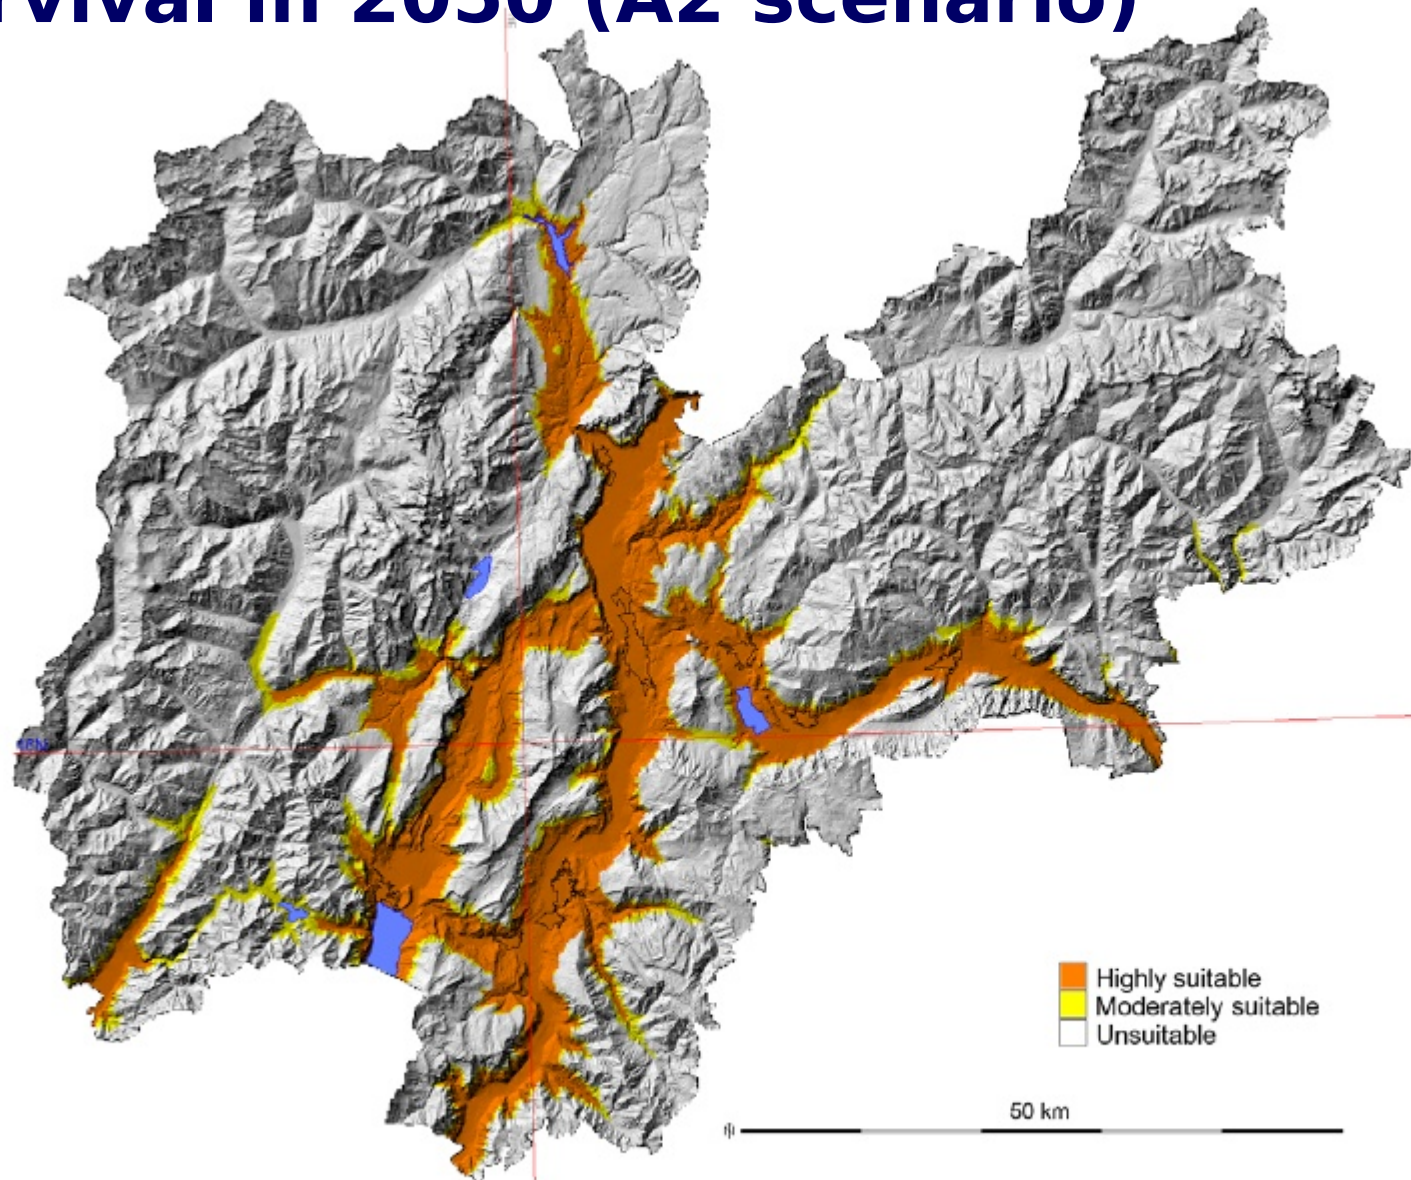 rvival in 2050 (A2 scenario)
Highly suitable
Moderately suitable
Unsuitable
50 km